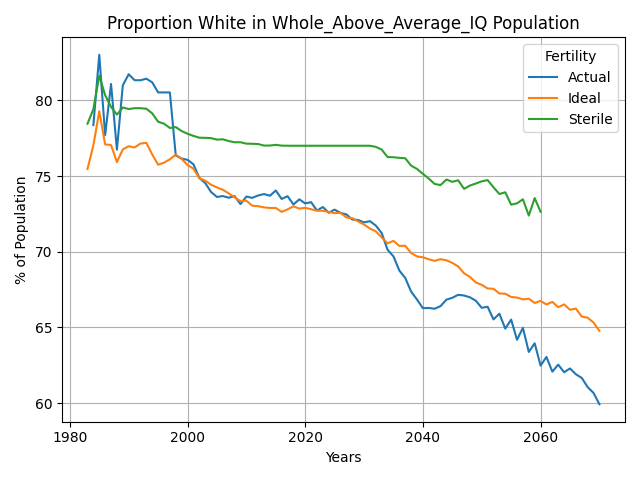 Proportion White in Whole_Above_Average_IQ Population
Fertility
Actual
Ideal
Sterile
% of Population
80
75
70
65
60
1980
2000
2020
2040
2060
Years